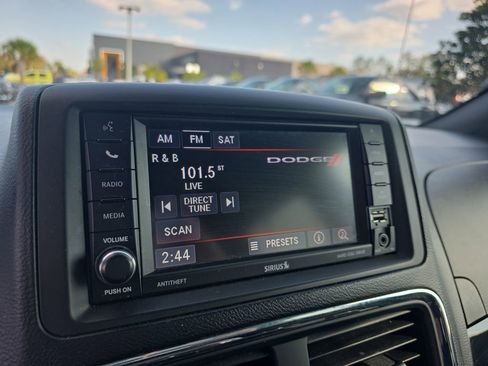 AM FM SAT
R & B
DODGE
101.5 ST
LIVE
RADIO
DIRECT
TUNE
MEDIA
SCAN
VOLUME
PRESETS
2:44
SIRIUS
PUSH ON
ANTITHEFT